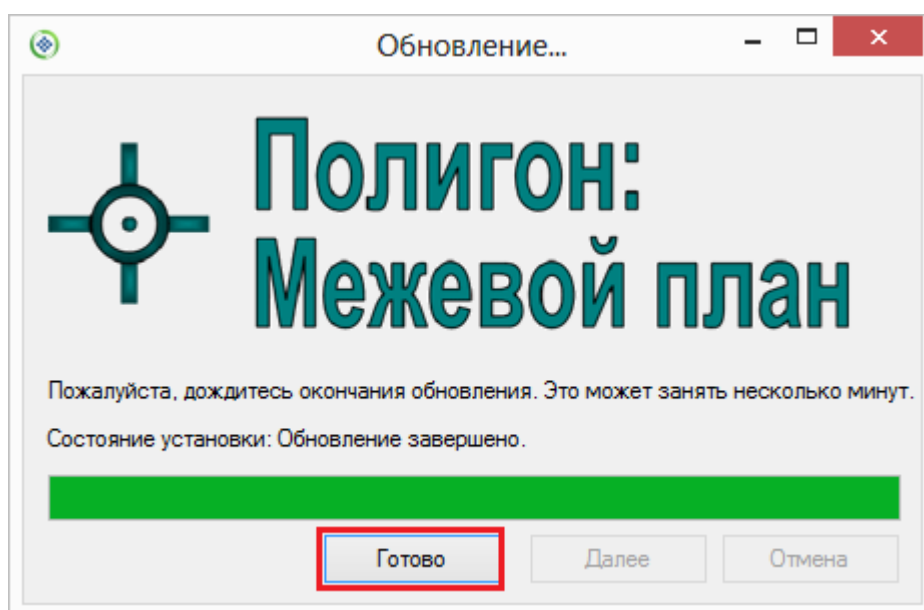 Обновление...
Полигон:
Межевой план
Пожалуйста, дождитесь окончания обновления. Это может занять несколько минут.
Состояние установки: Обновление завершено.
Готово Далее Отмена